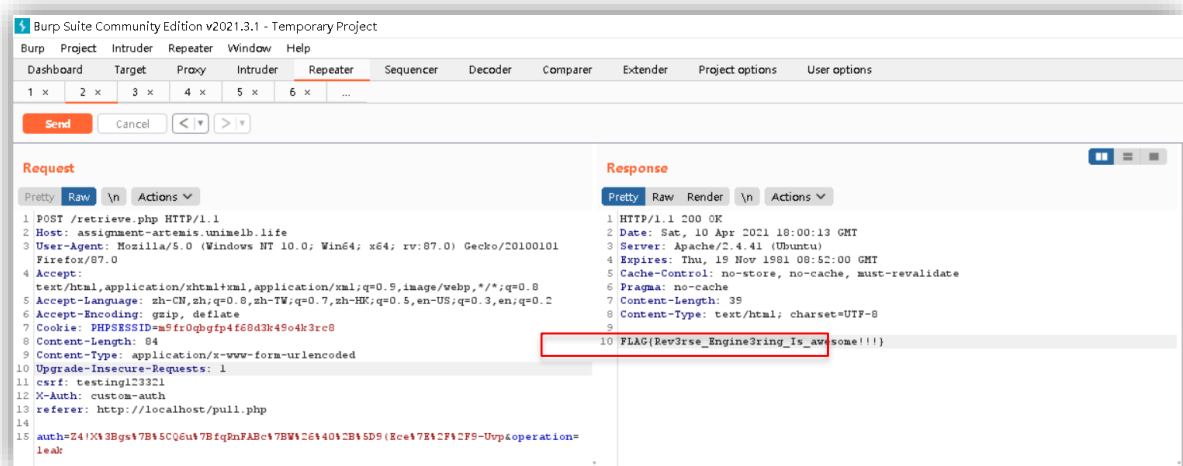 Burp Suite Community Edition v2021.3.1 - Temporary Project
Burp Project Intruder Repeater Window Help
Dashboard Target Proxy Intruder Repeater Sequencer Decoder Comparer Extender Project options User options
1 × 2 × 3 × 4 × 5 × 6 × ...
Send Cancel < > 
Request
Pretty Raw \n Actions
1 POST /retrieve.php HTTP/1.1
2 Host: assignment-artemis.unimelb.life
3 User-Agent: Mozilla/5.0 (Windows NT 10.0; Win64; x64; rv:87.0) Gecko/20100101
Firefox/87.0
4 Accept:
text/html,application/xhtml+xml,application/xml;q=0.9,image/webp,*/*;q=0.8
5 Accept-Language: zh-CN,zh;q=0.8,zh-TW;q=0.7,zh-HK;q=0.5,en-US;q=0.3,en;q=0.2
6 Accept-Encoding: gzip, deflate
7 Cookie: PHPSESSID=m9fr0qbgfp4f68d3k49o4k3rc8
8 Content-Length: 84
9 Content-Type: application/x-www-form-urlencoded
10 Upgrade-Insecure-Requests: 1
11 csrf: testing123321
12 X-Auth: custom-auth
13 referer: http://localhost/pull.php
14
15 auth=Z4!X%3Bgs%7B%5CQ6u%7BfqRnFABc%7BW%26%40%2B%5D9(Ece%7E%2F%2F9-Uvp&operation=
leak
Response
Pretty Raw Render \n Actions
1 HTTP/1.1 200 OK
2 Date: Sat, 10 Apr 2021 18:00:13 GMT
3 Server: Apache/2.4.41 (Ubuntu)
4 Expires: Thu, 19 Nov 1981 08:52:00 GMT
5 Cache-Control: no-store, no-cache, must-revalidate
6 Pragma: no-cache
7 Content-Length: 39
8 Content-Type: text/html; charset=UTF-8
9
10 FLAG{Rev3rse_Engine3ring_Is_awesome!!!}